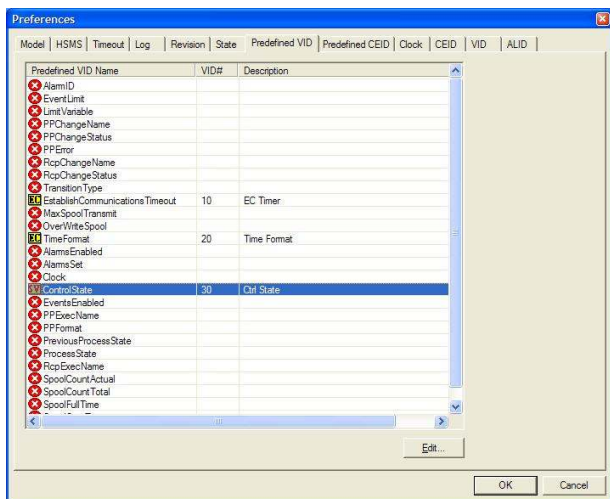 Preferences
Model HSMS Timeout Log Revision State Predefined VID Predefined CEID Clock CEID VID ALID
Predefined VID Name VID# Description
AlarmID
EventLimit
LimitVariable
PPChangeName
PPChangeStatus
PPError
RcpChangeName
RcpChangeStatus
TransitionType
EC EstablishCommunicationsTimeout 10 EC Timer
MaxSpoolTransmit
OverWriteSpool
EC TimeFormat 20 Time Format
AlarmsEnabled
AlarmsSet
Clock
SV ControlState 30 Ctrl State
EventsEnabled
PPExecName
PPFormat
PreviousProcessState
ProcessState
RcpExecName
SpoolCountActual
SpoolCountTotal
SpoolFullTime
Edit...
OK Cancel